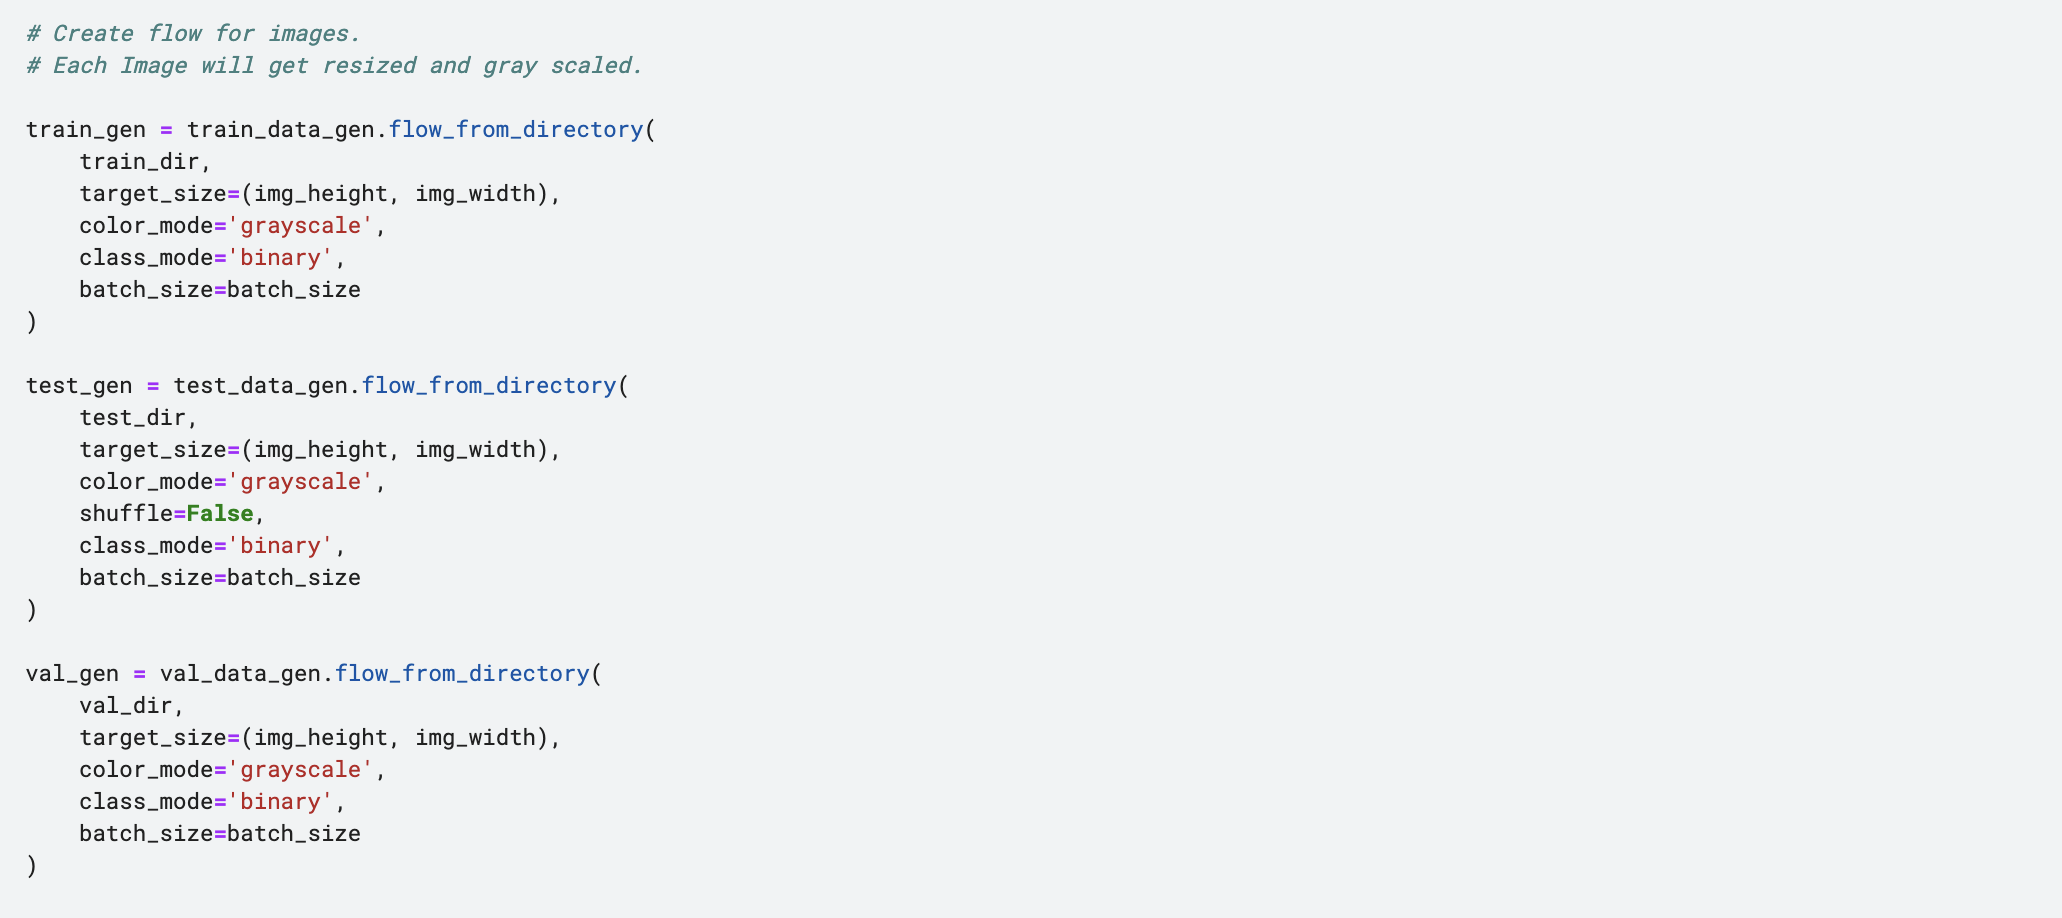 # Create flow for images.
# Each Image will get resized and gray scaled.

train_gen = train_data_gen.flow_from_directory(
    train_dir,
    target_size=(img_height, img_width),
    color_mode='grayscale',
    class_mode='binary',
    batch_size=batch_size
)

test_gen = test_data_gen.flow_from_directory(
    test_dir,
    target_size=(img_height, img_width),
    color_mode='grayscale',
    shuffle=False,
    class_mode='binary',
    batch_size=batch_size
)

val_gen = val_data_gen.flow_from_directory(
    val_dir,
    target_size=(img_height, img_width),
    color_mode='grayscale',
    class_mode='binary',
    batch_size=batch_size
)